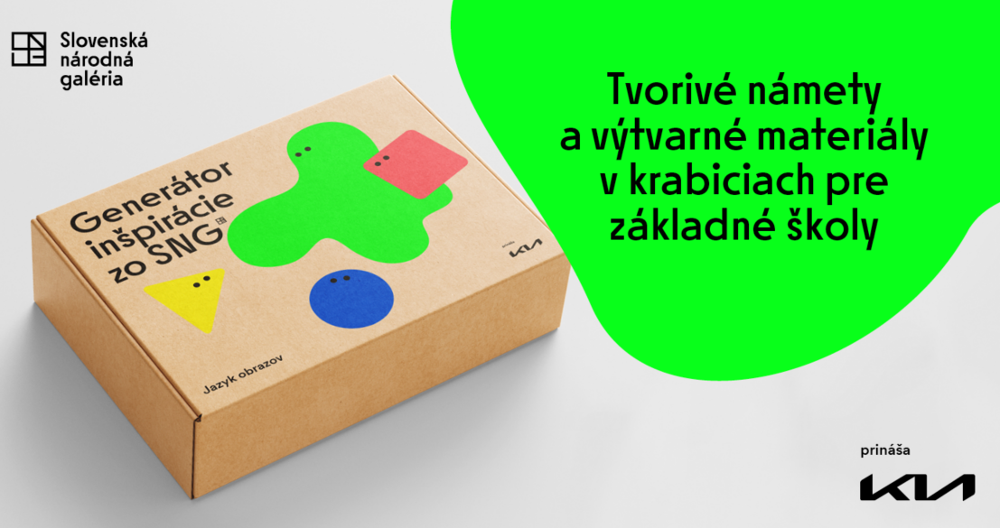 Slovenská
národná
galéria
Tvorivé námety
a výtvarné materiály
v krabiciach pre
základné školy
Generátor
inšpirácie
zo SNG
Jazyk obrazov
KIA
prináša
KIA